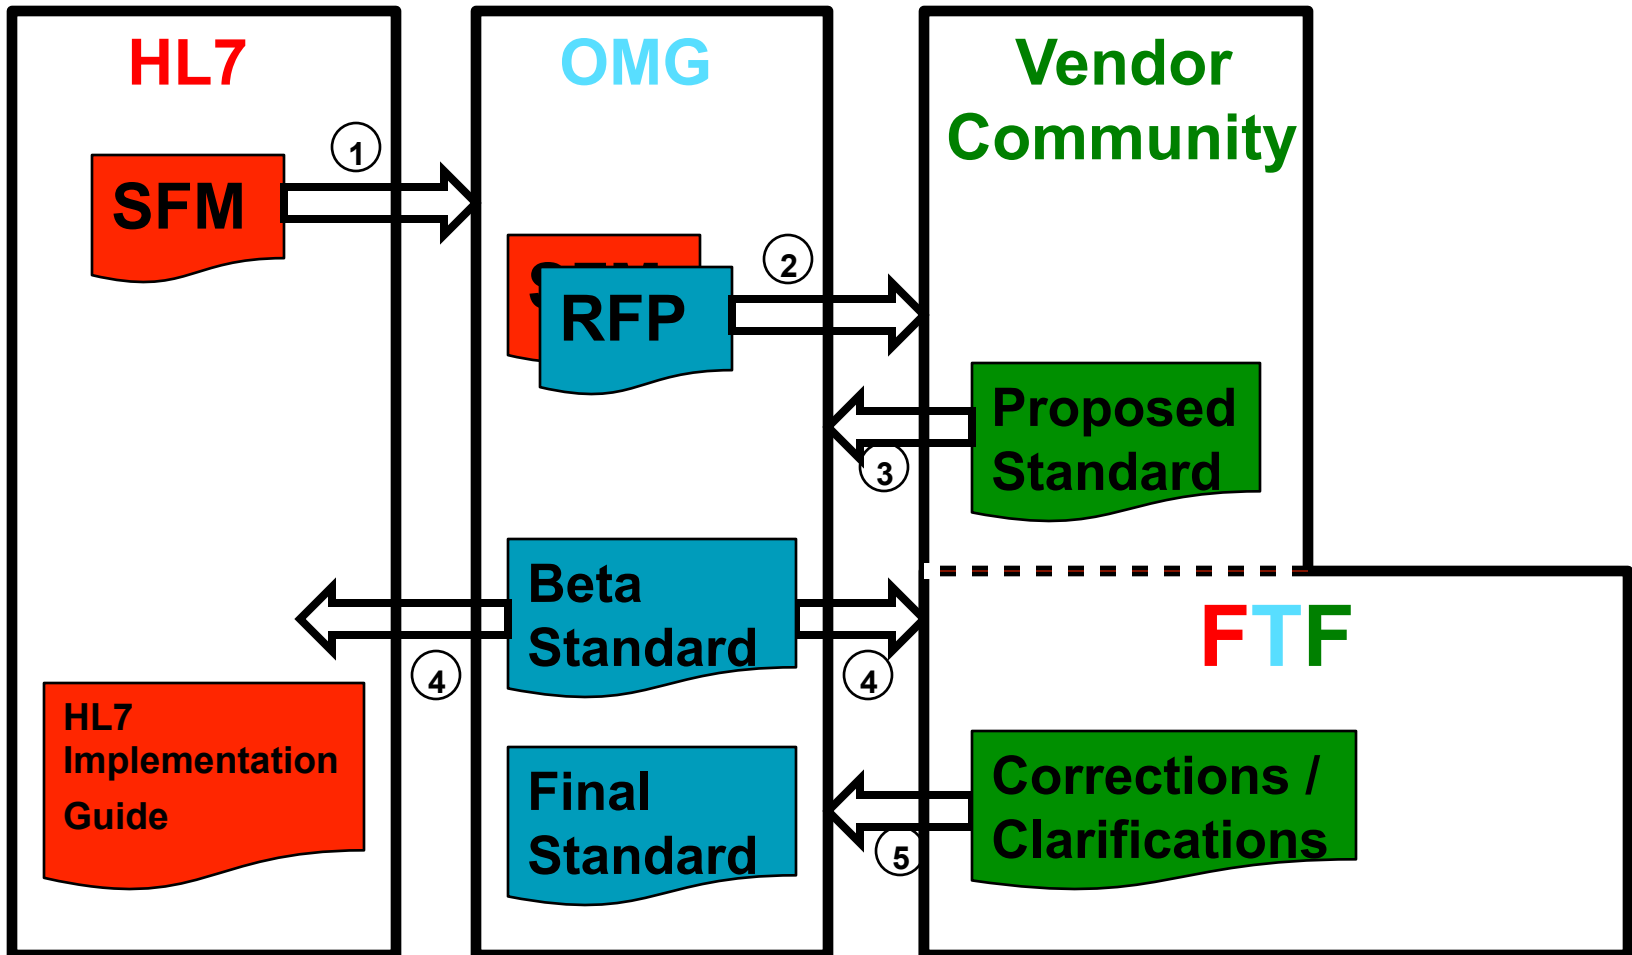 HL7
SFM
1
OMG
SFM
RFP
2
Vendor
Community
Proposed
Standard
3
Beta
Standard
4
4
FTF
HL7
Implementation
Guide
Final
Standard
Corrections /
Clarifications
5